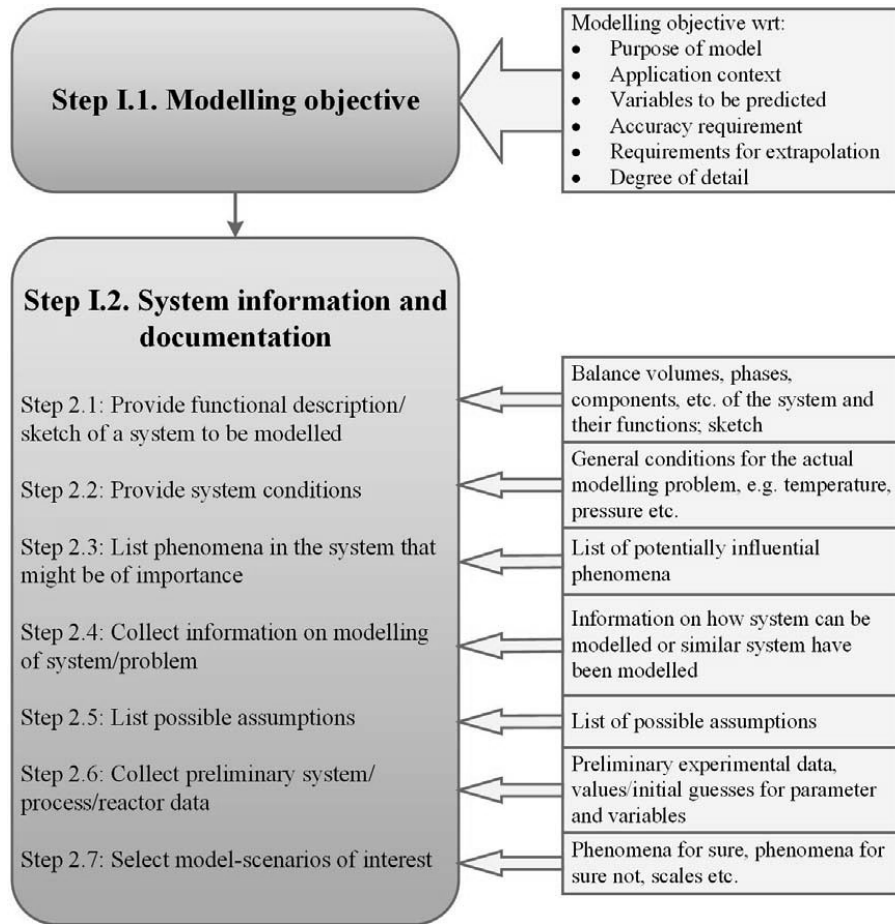 Step I.1. Modelling objective
Modelling objective wrt:
• Purpose of model
• Application context
• Variables to be predicted
• Accuracy requirement
• Requirements for extrapolation
• Degree of detail
Step I.2. System information and
documentation
Step 2.1: Provide functional description/
sketch of a system to be modelled
Balance volumes, phases,
components, etc. of the system and
their functions; sketch
Step 2.2: Provide system conditions
General conditions for the actual
modelling problem, e.g. temperature,
pressure etc.
Step 2.3: List phenomena in the system that
might be of importance
List of potentially influential
phenomena
Step 2.4: Collect information on modelling
of system/problem
Information on how system can be
modelled or similar system have
been modelled
Step 2.5: List possible assumptions
List of possible assumptions
Step 2.6: Collect preliminary system/
process/reactor data
Preliminary experimental data,
values/initial guesses for parameter
and variables
Step 2.7: Select model-scenarios of interest
Phenomena for sure, phenomena for
sure not, scales etc.